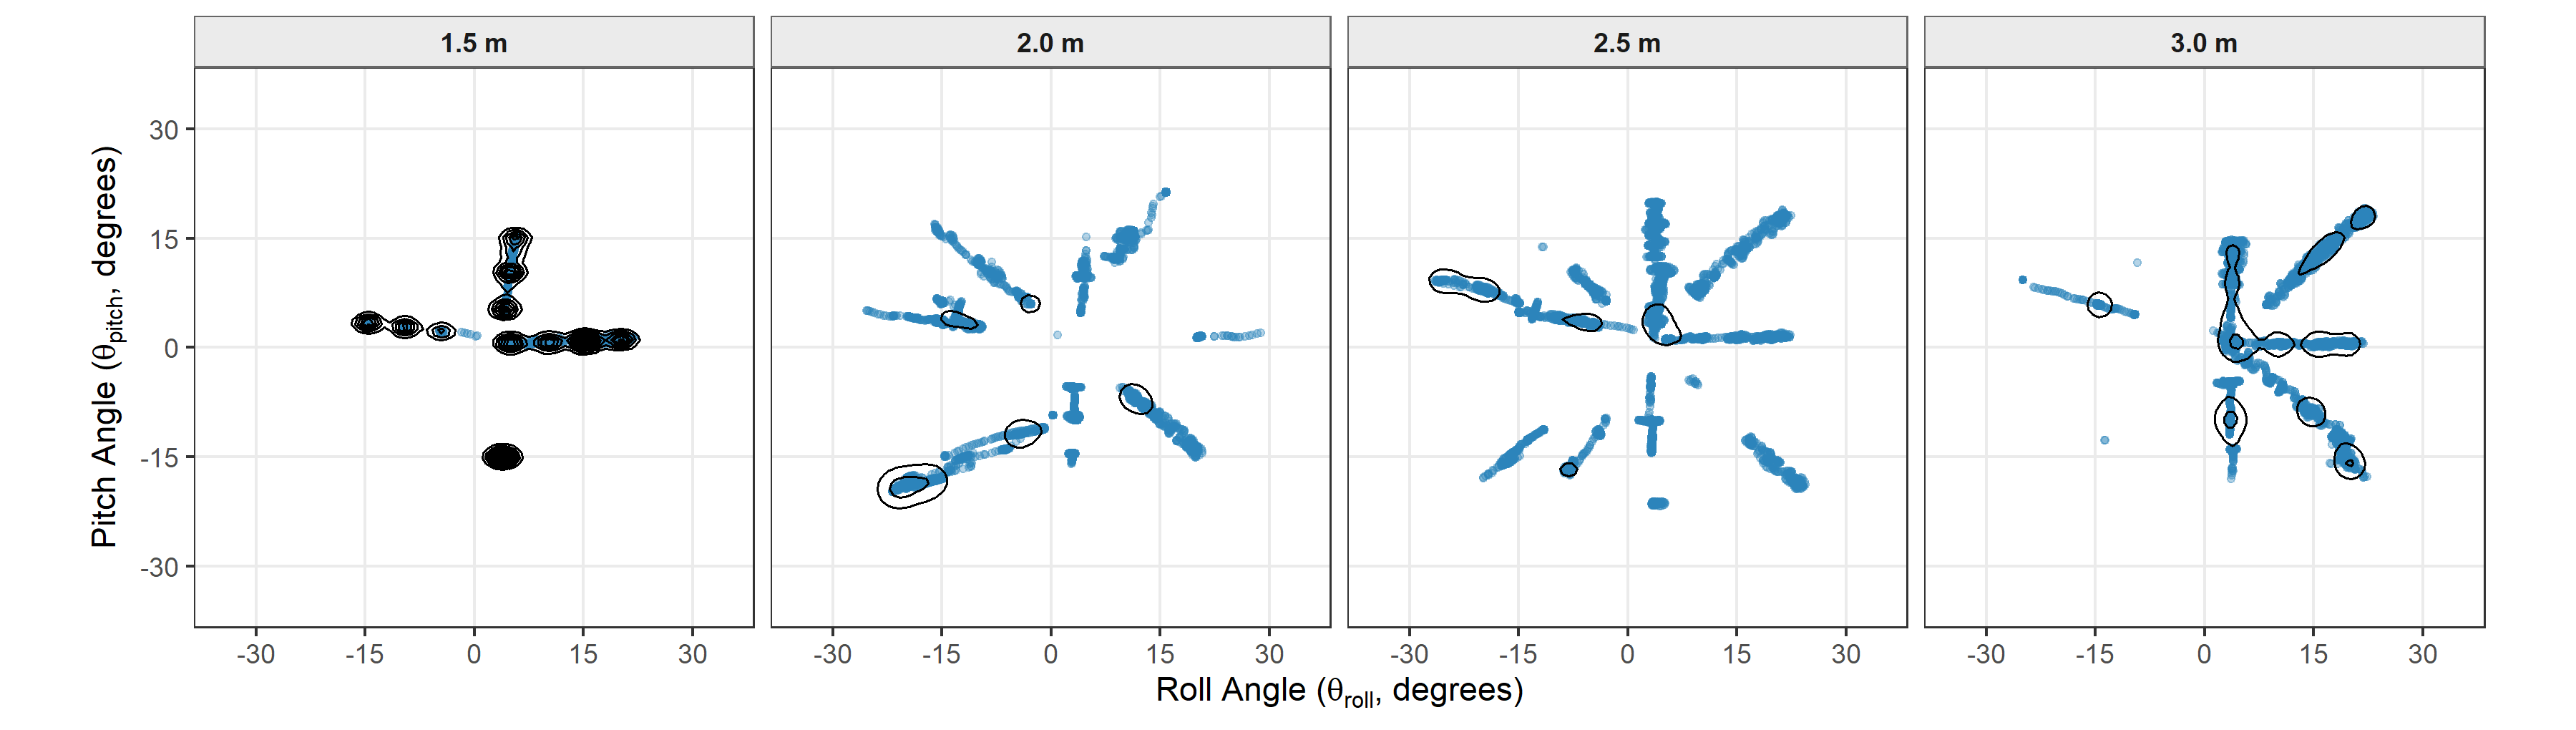 1.5 m 2.0 m 2.5 m 3.0 m
Pitch Angle (θpitch, degrees)
30
15
0
-15
-30
-30 -15 0 15 30 -30 -15 0 15 30 -30 -15 0 15 30 -30 -15 0 15 30
Roll Angle (θroll, degrees)